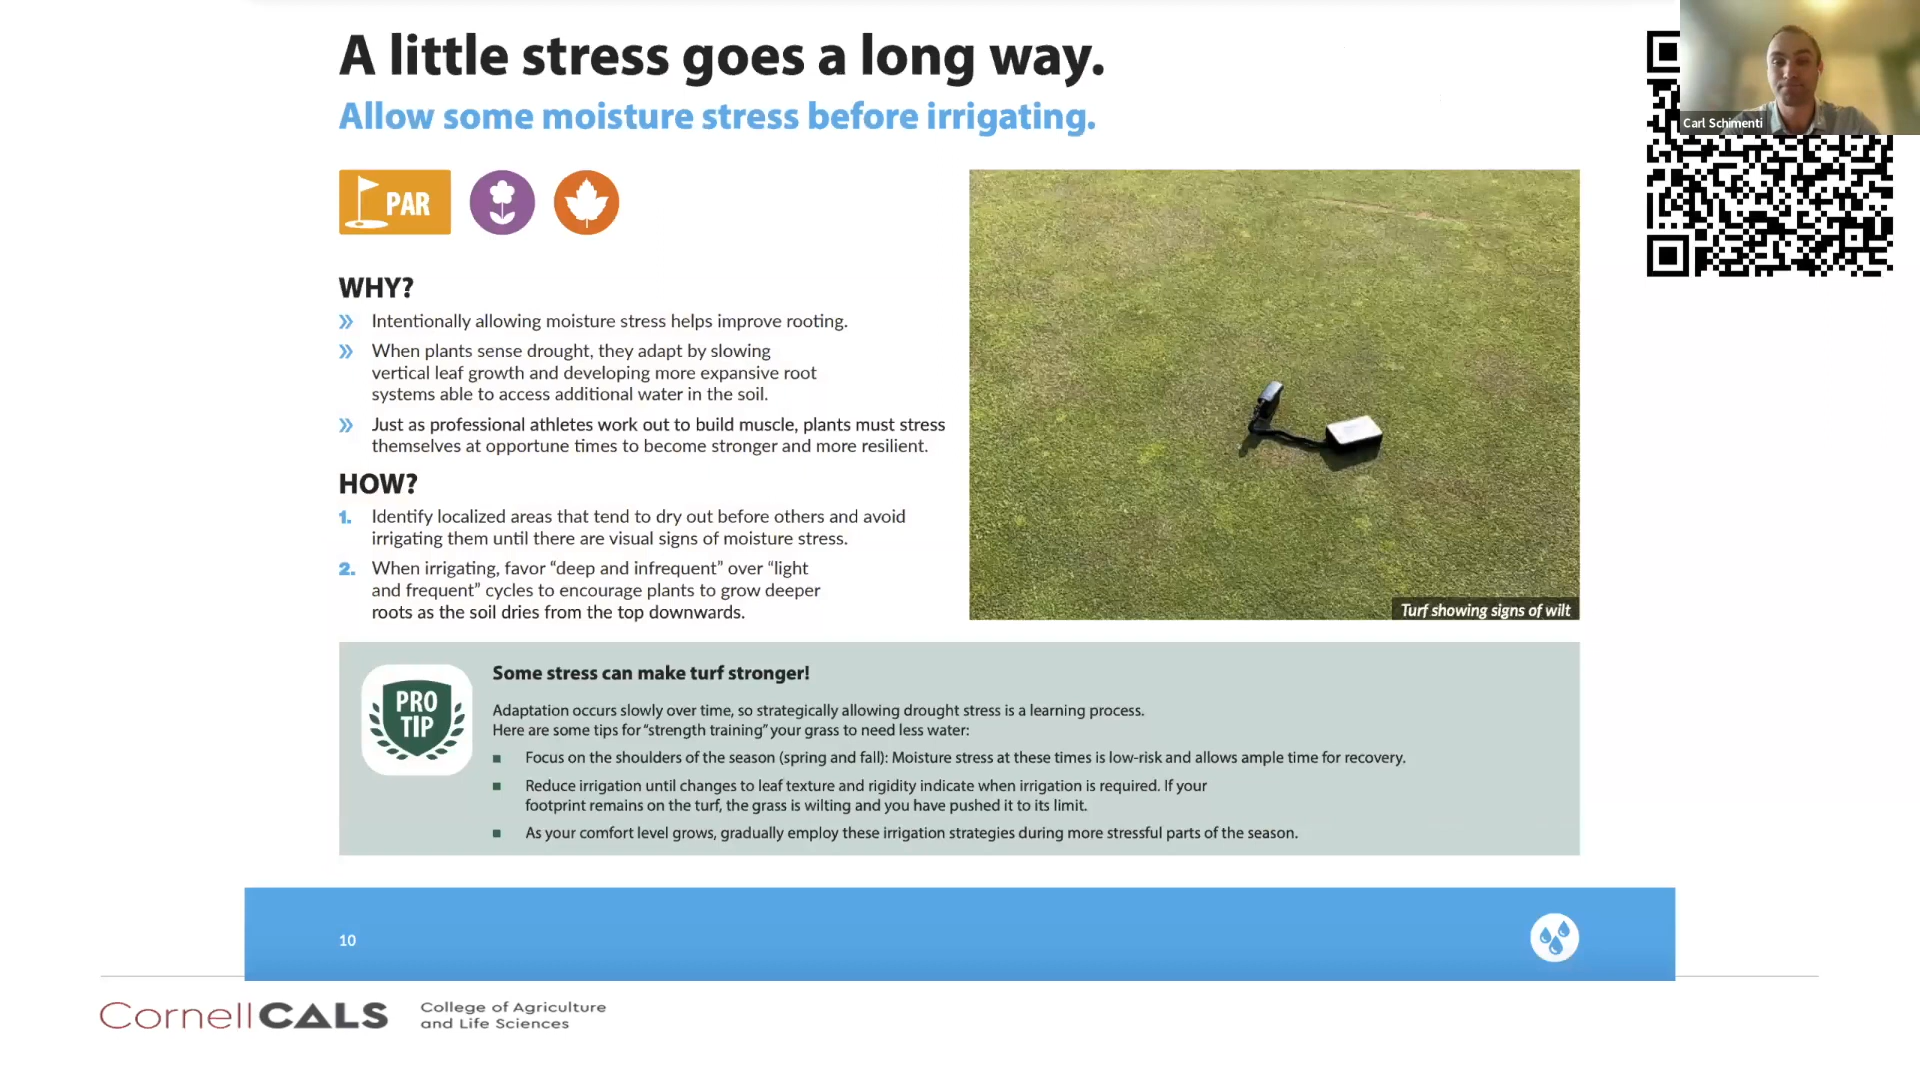 A little stress goes a long way.
Allow some moisture stress before irrigating.
Carl Schimenti
PAR
WHY?
Intentionally allowing moisture stress helps improve rooting.
When plants sense drought, they adapt by slowing
vertical leaf growth and developing more expansive root
systems able to access additional water in the soil.
Just as professional athletes work out to build muscle, plants must stress
themselves at opportune times to become stronger and more resilient.
HOW?
1. Identify localized areas that tend to dry out before others and avoid
irrigating them until there are visual signs of moisture stress.
2. When irrigating, favor “deep and infrequent” over “light
and frequent” cycles to encourage plants to grow deeper
roots as the soil dries from the top downwards.
Turf showing signs of wilt
PRO
TIP
Some stress can make turf stronger!
Adaptation occurs slowly over time, so strategically allowing drought stress is a learning process.
Here are some tips for “strength training” your grass to need less water:
Focus on the shoulders of the season (spring and fall): Moisture stress at these times is low-risk and allows ample time for recovery.
Reduce irrigation until changes to leaf texture and rigidity indicate when irrigation is required. If your
footprint remains on the turf, the grass is wilting and you have pushed it to its limit.
As your comfort level grows, gradually employ these irrigation strategies during more stressful parts of the season.
10
CornellCALS
College of Agriculture
and Life Sciences